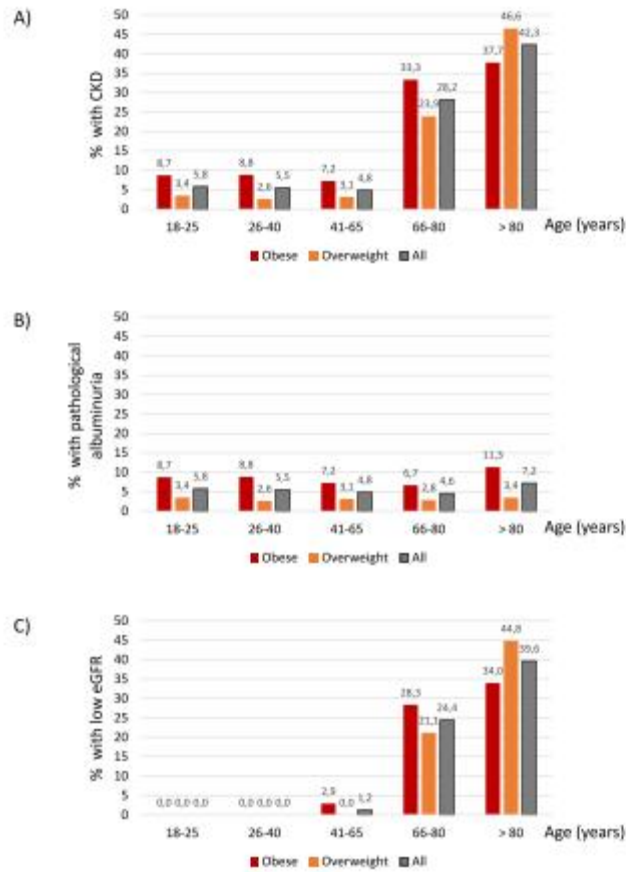 A)
% with CKD
50
45
40
35
30
25
20
15
10
5
0
8,7 3,4 5,8
8,8 2,6 5,5
7,2 3,1 4,8
33,3 23,9 28,2
37,7 46,6 42,3
18-25 26-40 41-65 66-80 > 80 Age (years)
Obese Overweight All
B)
% with pathological
albuminuria
50
45
40
35
30
25
20
15
10
5
0
8,7 3,4 5,8
8,8 2,6 5,5
7,2 3,1 4,8
6,7 2,8 4,6
11,3 3,4 7,2
18-25 26-40 41-65 66-80 > 80 Age (years)
Obese Overweight All
C)
% with low eGFR
50
45
40
35
30
25
20
15
10
5
0
0,0 0,0 0,0
0,0 0,0 0,0
2,9 0,0 1,2
28,3 21,1 24,4
34,0 44,8 39,6
18-25 26-40 41-65 66-80 > 80 Age (years)
Obese Overweight All